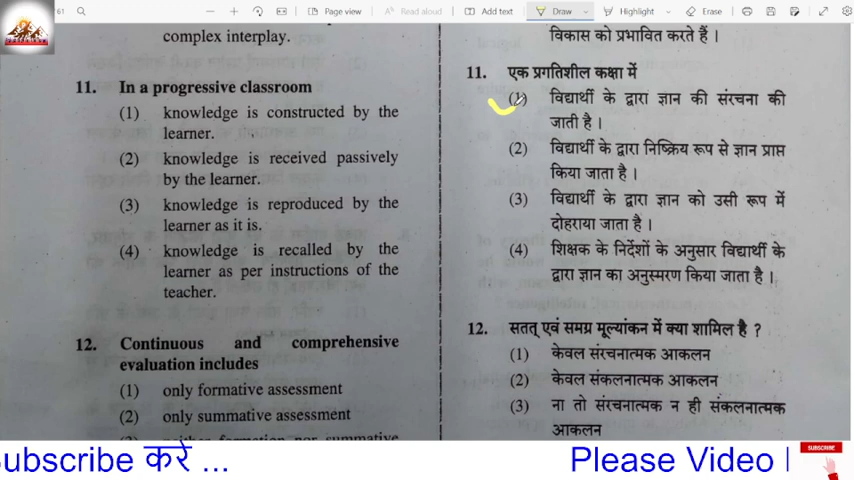 61
Page view
Read aloud
Add text
Draw
Highlight
Erase
complex interplay.
11. In a progressive classroom
(1) knowledge is constructed by the
learner.
(2) knowledge is received passively
by the learner.
(3) knowledge is reproduced by the
learner as it is.
(4) knowledge is recalled by the
learner as per instructions of the
teacher.
12. Continuous and comprehensive
evaluation includes
(1) only formative assessment
(2) only summative assessment
विकास को प्रभावित करते हैं ।
11. एक प्रगतिशील कक्षा में
(1) विद्यार्थी के द्वारा ज्ञान की संरचना की
जाती है ।
(2) विद्यार्थी के द्वारा निष्क्रिय रूप से ज्ञान प्राप्त
किया जाता है ।
(3) विद्यार्थी के द्वारा ज्ञान को उसी रूप में
दोहराया जाता है ।
(4) शिक्षक के निर्देशों के अनुसार विद्यार्थी के
द्वारा ज्ञान का अनुस्मरण किया जाता है ।
12. सतत् एवं समग्र मूल्यांकन में क्या शामिल है ?
(1) केवल संरचनात्मक आकलन
(2) केवल संकलनात्मक आकलन
(3) ना तो संरचनात्मक न ही संकलनात्मक
आकलन
ubscribe करे ... Please Video
SUBSCRIBE